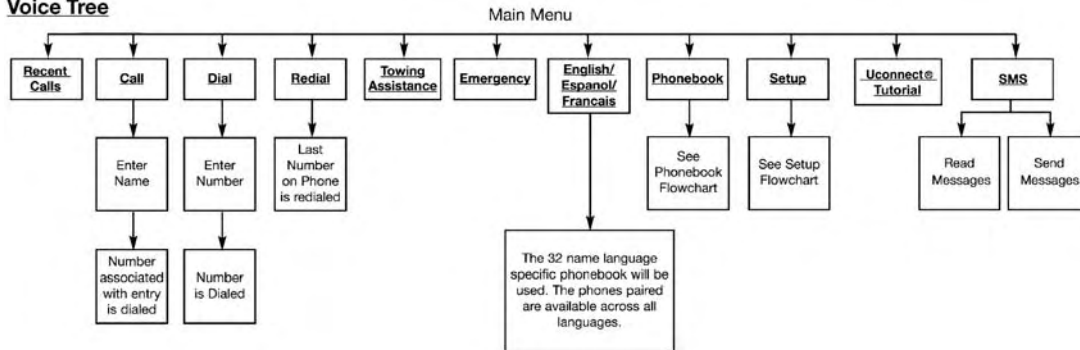 Voice Tree
Main Menu
Recent
Calls
Call
Dial
Redial
Towing
Assistance
Emergency
English/
Espanol/
Francais
Phonebook
Setup
Uconnect®
Tutorial
SMS
Enter
Name
Enter
Number
Last
Number
on Phone
is redialed
See
Phonebook
Flowchart
See Setup
Flowchart
Read
Messages
Send
Messages
Number
associated
with entry
is dialed
Number
is Dialed
The 32 name language
specific phonebook will be
used. The phones paired
are available across all
languages.